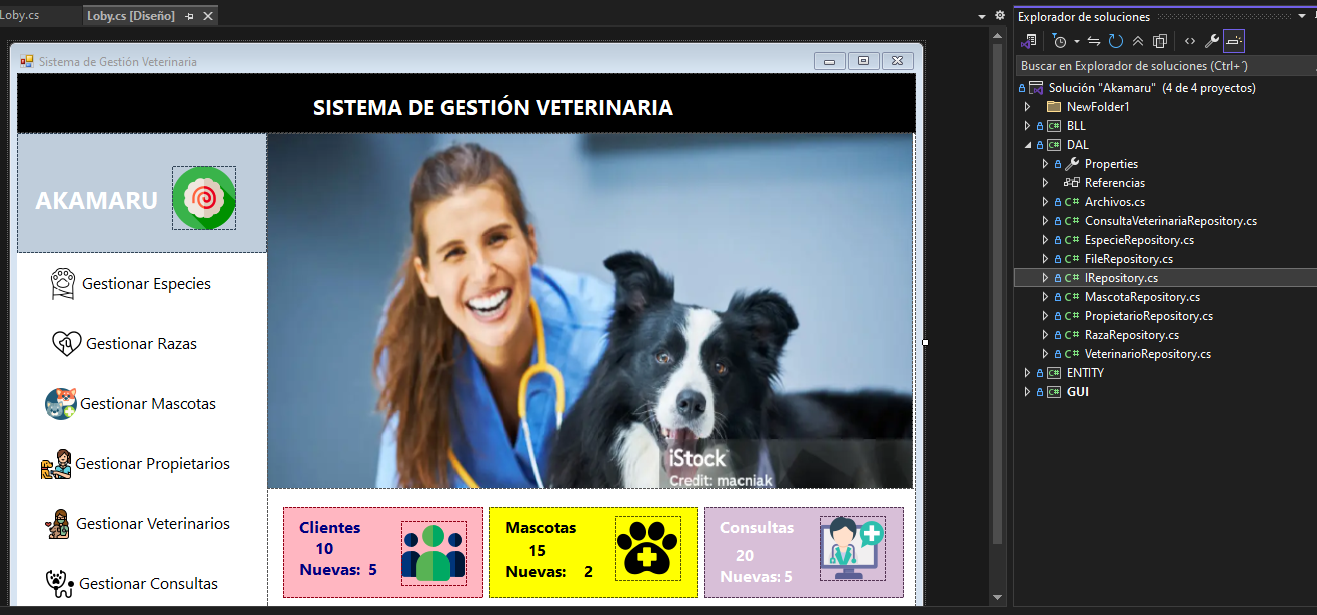 Loby.cs
Loby.cs [Diseño]
Sistema de Gestión Veterinaria
SISTEMA DE GESTIÓN VETERINARIA
AKAMARU
Gestionar Especies
Gestionar Razas
Gestionar Mascotas
Gestionar Propietarios
Gestionar Veterinarios
Gestionar Consultas
iStock
Credit: macniak
Clientes
10
Nuevas: 5
Mascotas
15
Nuevas: 2
Consultas
20
Nuevas: 5
Explorador de soluciones
Buscar en Explorador de soluciones (Ctrl+´)
Solución "Akamaru" (4 de 4 proyectos)
NewFolder1
C# BLL
C# DAL
Properties
Referencias
C# Archivos.cs
C# ConsultaVeterinariaRepository.cs
C# EspecieRepository.cs
C# FileRepository.cs
C# IRepository.cs
C# MascotaRepository.cs
C# PropietarioRepository.cs
C# RazaRepository.cs
C# VeterinarioRepository.cs
C# ENTITY
C# GUI